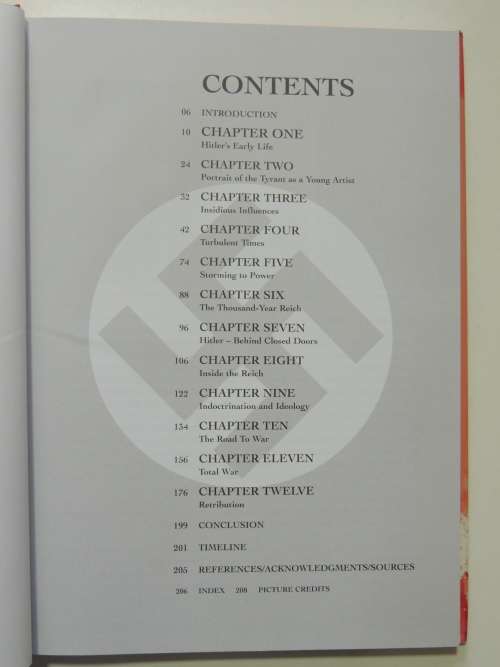 CONTENTS
06 INTRODUCTION
10 CHAPTER ONE
Hitler's Early Life
24 CHAPTER TWO
Portrait of the Tyrant as a Young Artist
32 CHAPTER THREE
Insidious Influences
42 CHAPTER FOUR
Turbulent Times
74 CHAPTER FIVE
Storming to Power
88 CHAPTER SIX
The Thousand-Year Reich
96 CHAPTER SEVEN
Hitler – Behind Closed Doors
106 CHAPTER EIGHT
Inside the Reich
122 CHAPTER NINE
Indoctrination and Ideology
134 CHAPTER TEN
The Road To War
156 CHAPTER ELEVEN
Total War
176 CHAPTER TWELVE
Retribution
199 CONCLUSION
201 TIMELINE
205 REFERENCES/ACKNOWLEDGMENTS/SOURCES
206 INDEX 208 PICTURE CREDITS